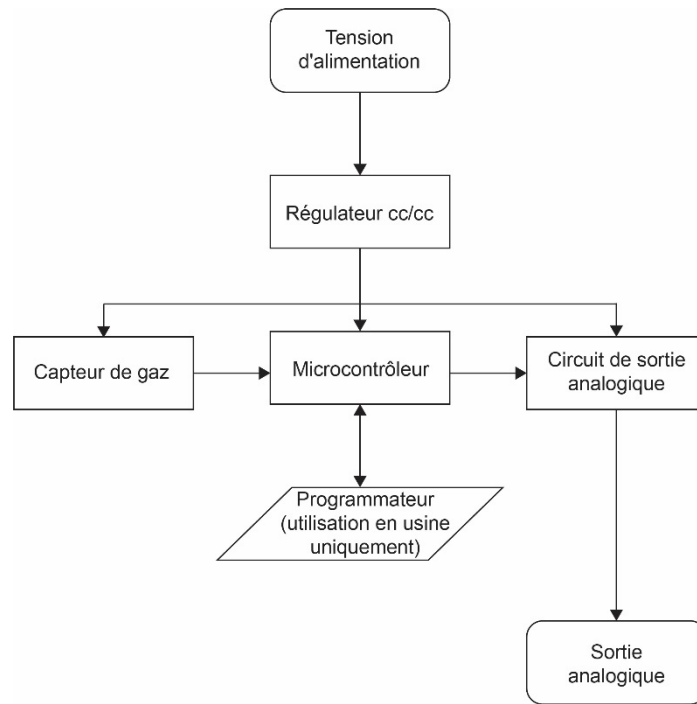 Tension
d'alimentation
Régulateur cc/cc
Capteur de gaz
Microcontrôleur
Circuit de sortie
analogique
Programmateur
(utilisation en usine
uniquement)
Sortie
analogique